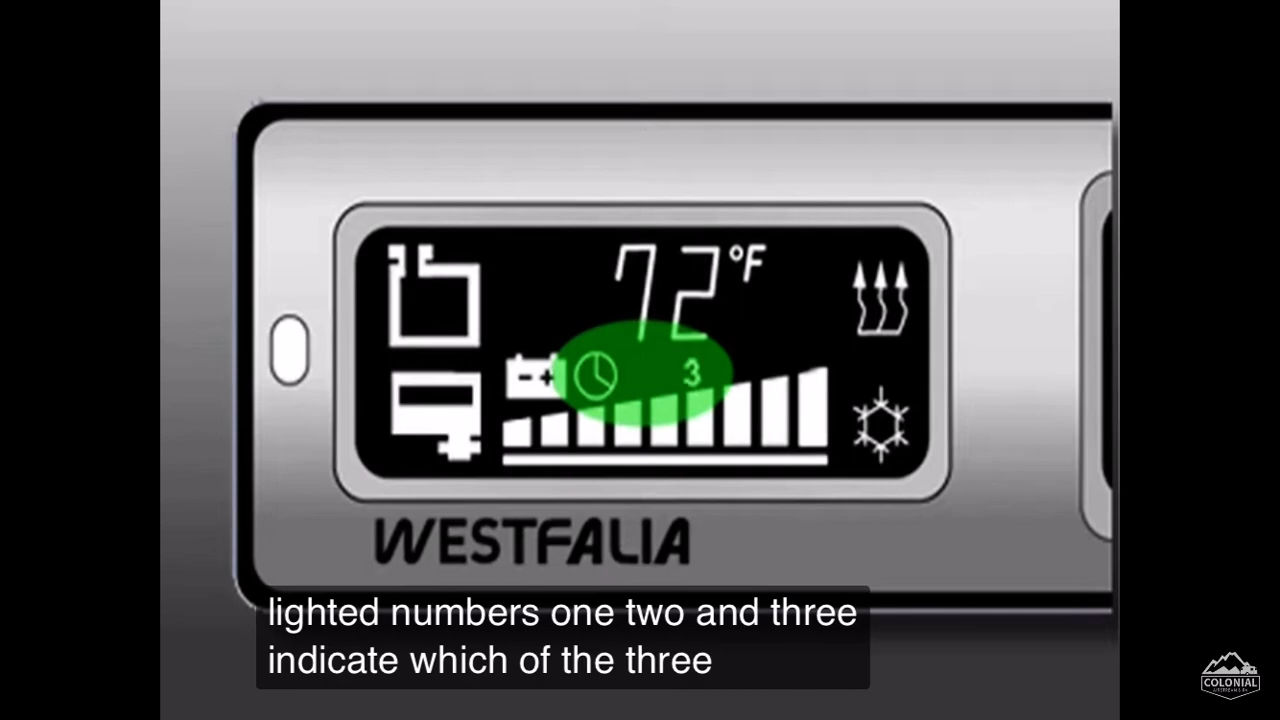 72°F
3
WESTFALIA
lighted numbers one two and three
indicate which of the three
COLONIAL